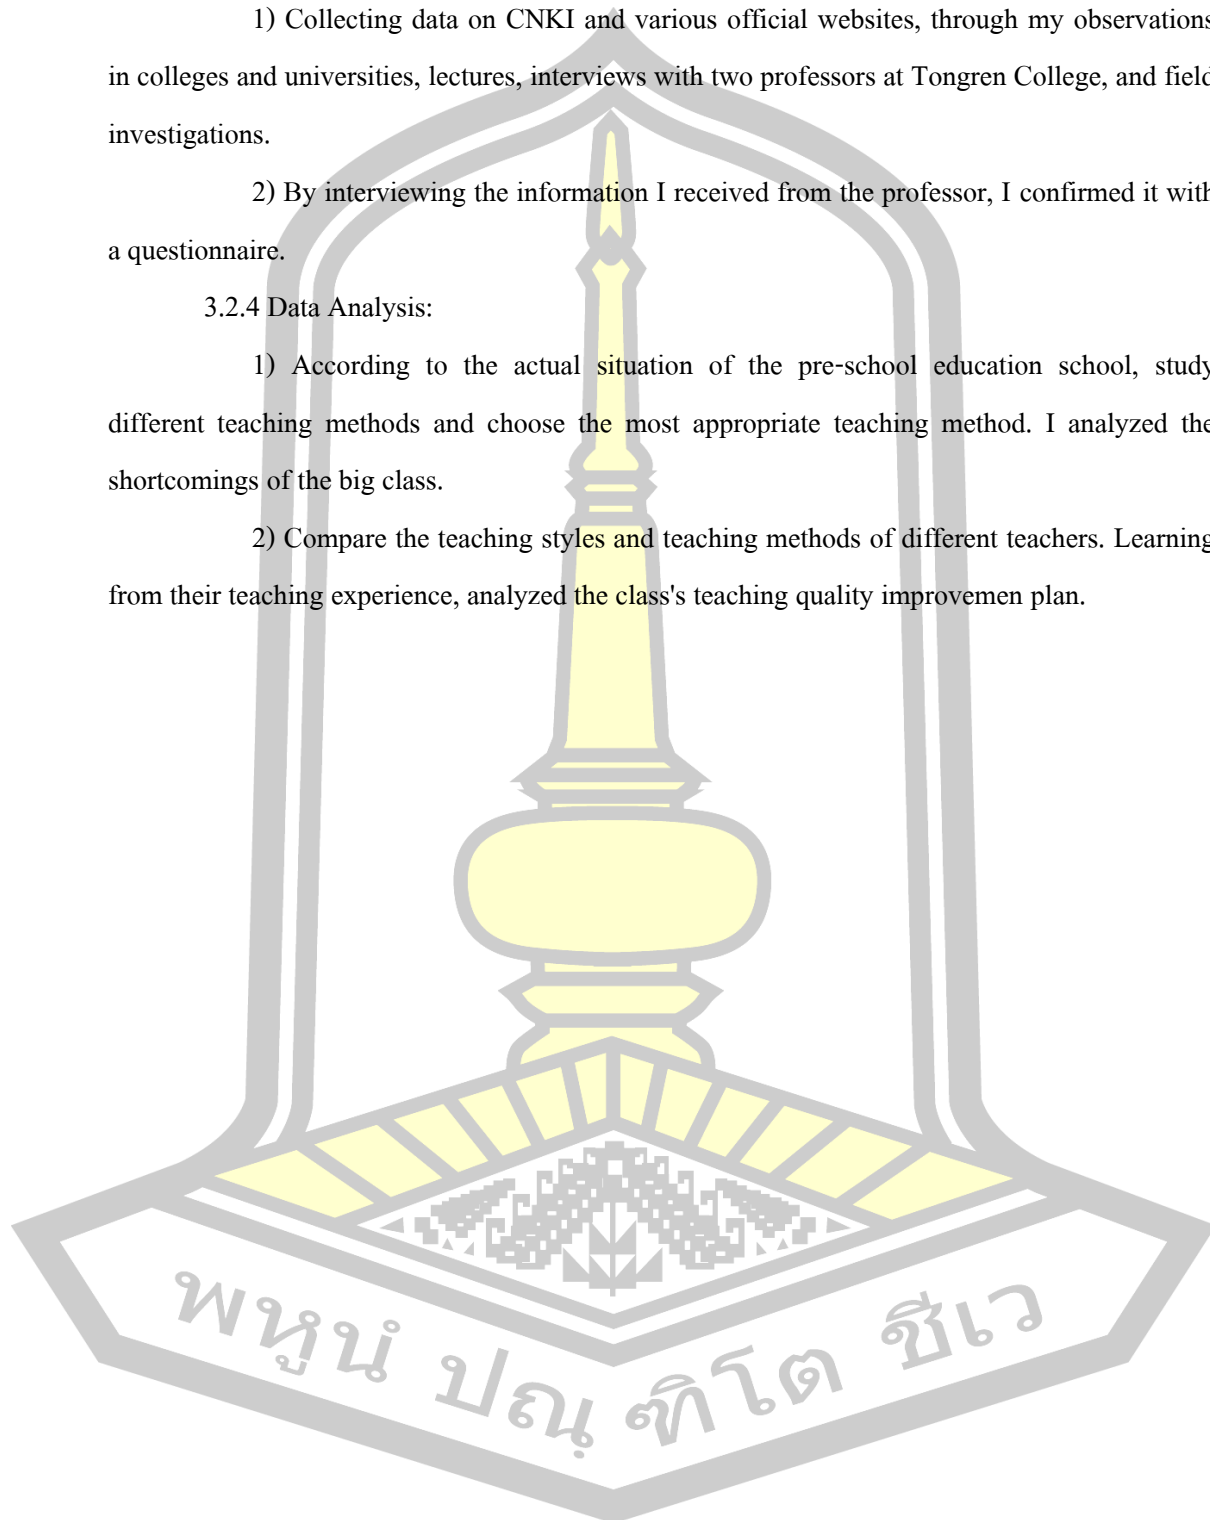 1) Collecting data on CNKI and various official websites, through my observations
in colleges and universities, lectures, interviews with two professors at Tongren College, and field
investigations.
2) By interviewing the information I received from the professor, I confirmed it with
a questionnaire.
3.2.4 Data Analysis:
1) According to the actual situation of the pre-school education school, study
different teaching methods and choose the most appropriate teaching method. I analyzed the
shortcomings of the big class.
2) Compare the teaching styles and teaching methods of different teachers. Learning
from their teaching experience, analyzed the class's teaching quality improvemen plan.
พหูนํ ปณฺฑิโต ชีเว